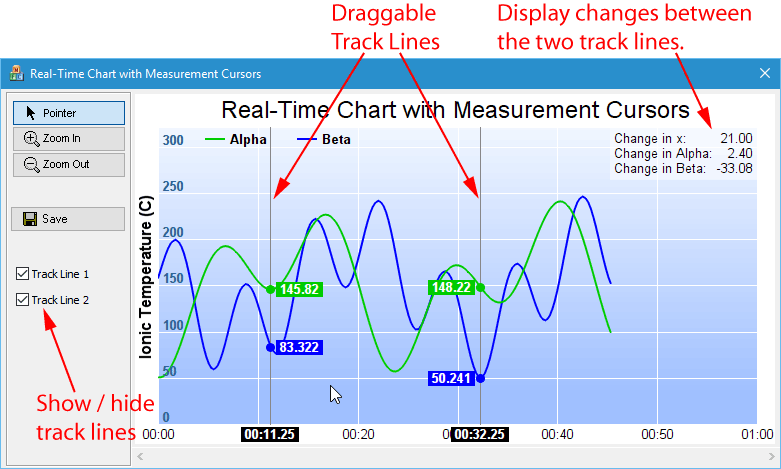 Draggable
Track Lines
Display changes between
the two track lines.
Real-Time Chart with Measurement Cursors
Pointer
Zoom In
Zoom Out
Save
Track Line 1
Track Line 2
Show / hide
track lines
Real-Time Chart with Measurement Cursors
Alpha
Beta
Change in x: 21.00
Change in Alpha: 2.40
Change in Beta: -33.08
Ionic Temperature (C)
300
250
200
150
100
50
0
145.82
83.322
148.22
50.241
00:00
00:11.25
00:20
00:32.25
00:40
00:50
01:00